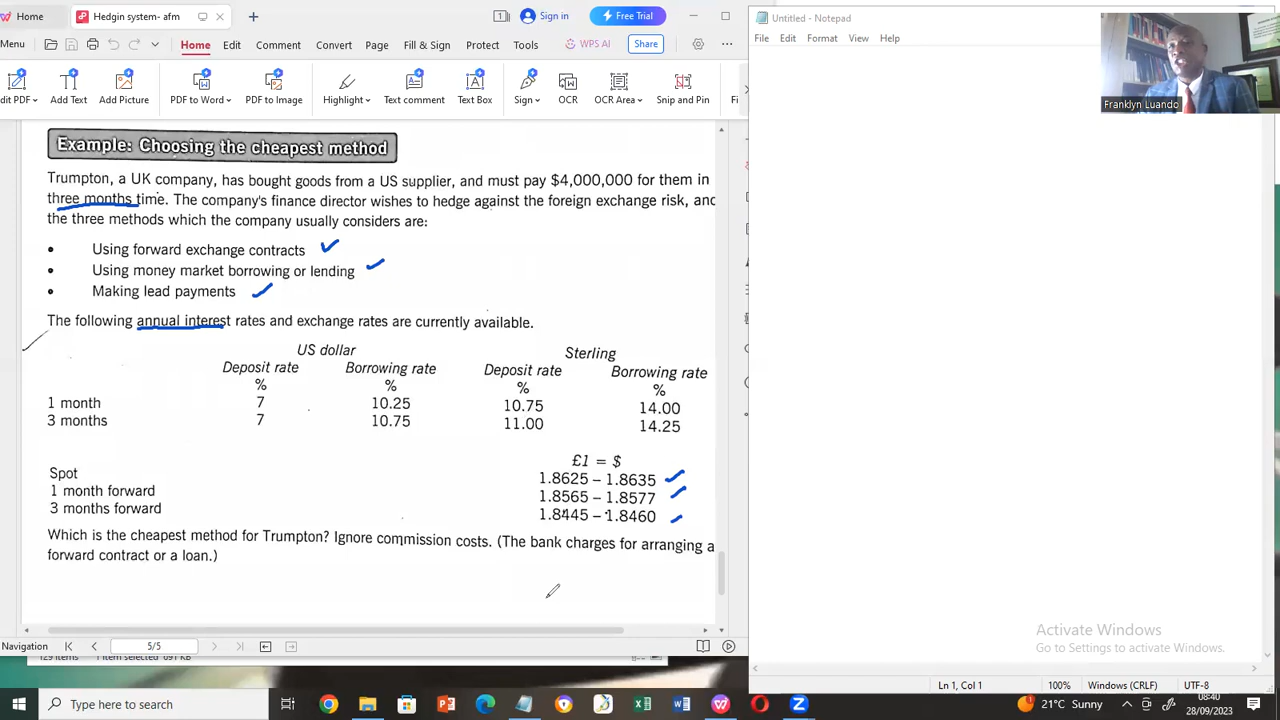 Home
Hedgin system- afm
Sign in
Free Trial
Menu
Home
Edit
Comment
Convert
Page
Fill & Sign
Protect
Tools
WPS AI
Share
dit PDF
Add Text
Add Picture
PDF to Word
PDF to Image
Highlight
Text comment
Text Box
Sign
OCR
OCR Area
Snip and Pin
Fi
Example: Choosing the cheapest method
Trumpton, a UK company, has bought goods from a US supplier, and must pay $4,000,000 for them in
three months time. The company's finance director wishes to hedge against the foreign exchange risk, and
the three methods which the company usually considers are:
• Using forward exchange contracts
• Using money market borrowing or lending
• Making lead payments
The following annual interest rates and exchange rates are currently available.
US dollar Sterling
Deposit rate Borrowing rate Deposit rate Borrowing rate
% % % %
1 month 7 10.25 10.75 14.00
3 months 7 10.75 11.00 14.25
£1 = $
Spot 1.8625 – 1.8635
1 month forward 1.8565 – 1.8577
3 months forward 1.8445 – 1.8460
Which is the cheapest method for Trumpton? Ignore commission costs. (The bank charges for arranging a
forward contract or a loan.)
Navigation
5/5
Untitled - Notepad
File
Edit
Format
View
Help
Franklyn Luando
Activate Windows
Go to Settings to activate Windows.
Ln 1, Col 1
100%
Windows (CRLF)
UTF-8
Type here to search
21°C Sunny
08:40
28/09/2023